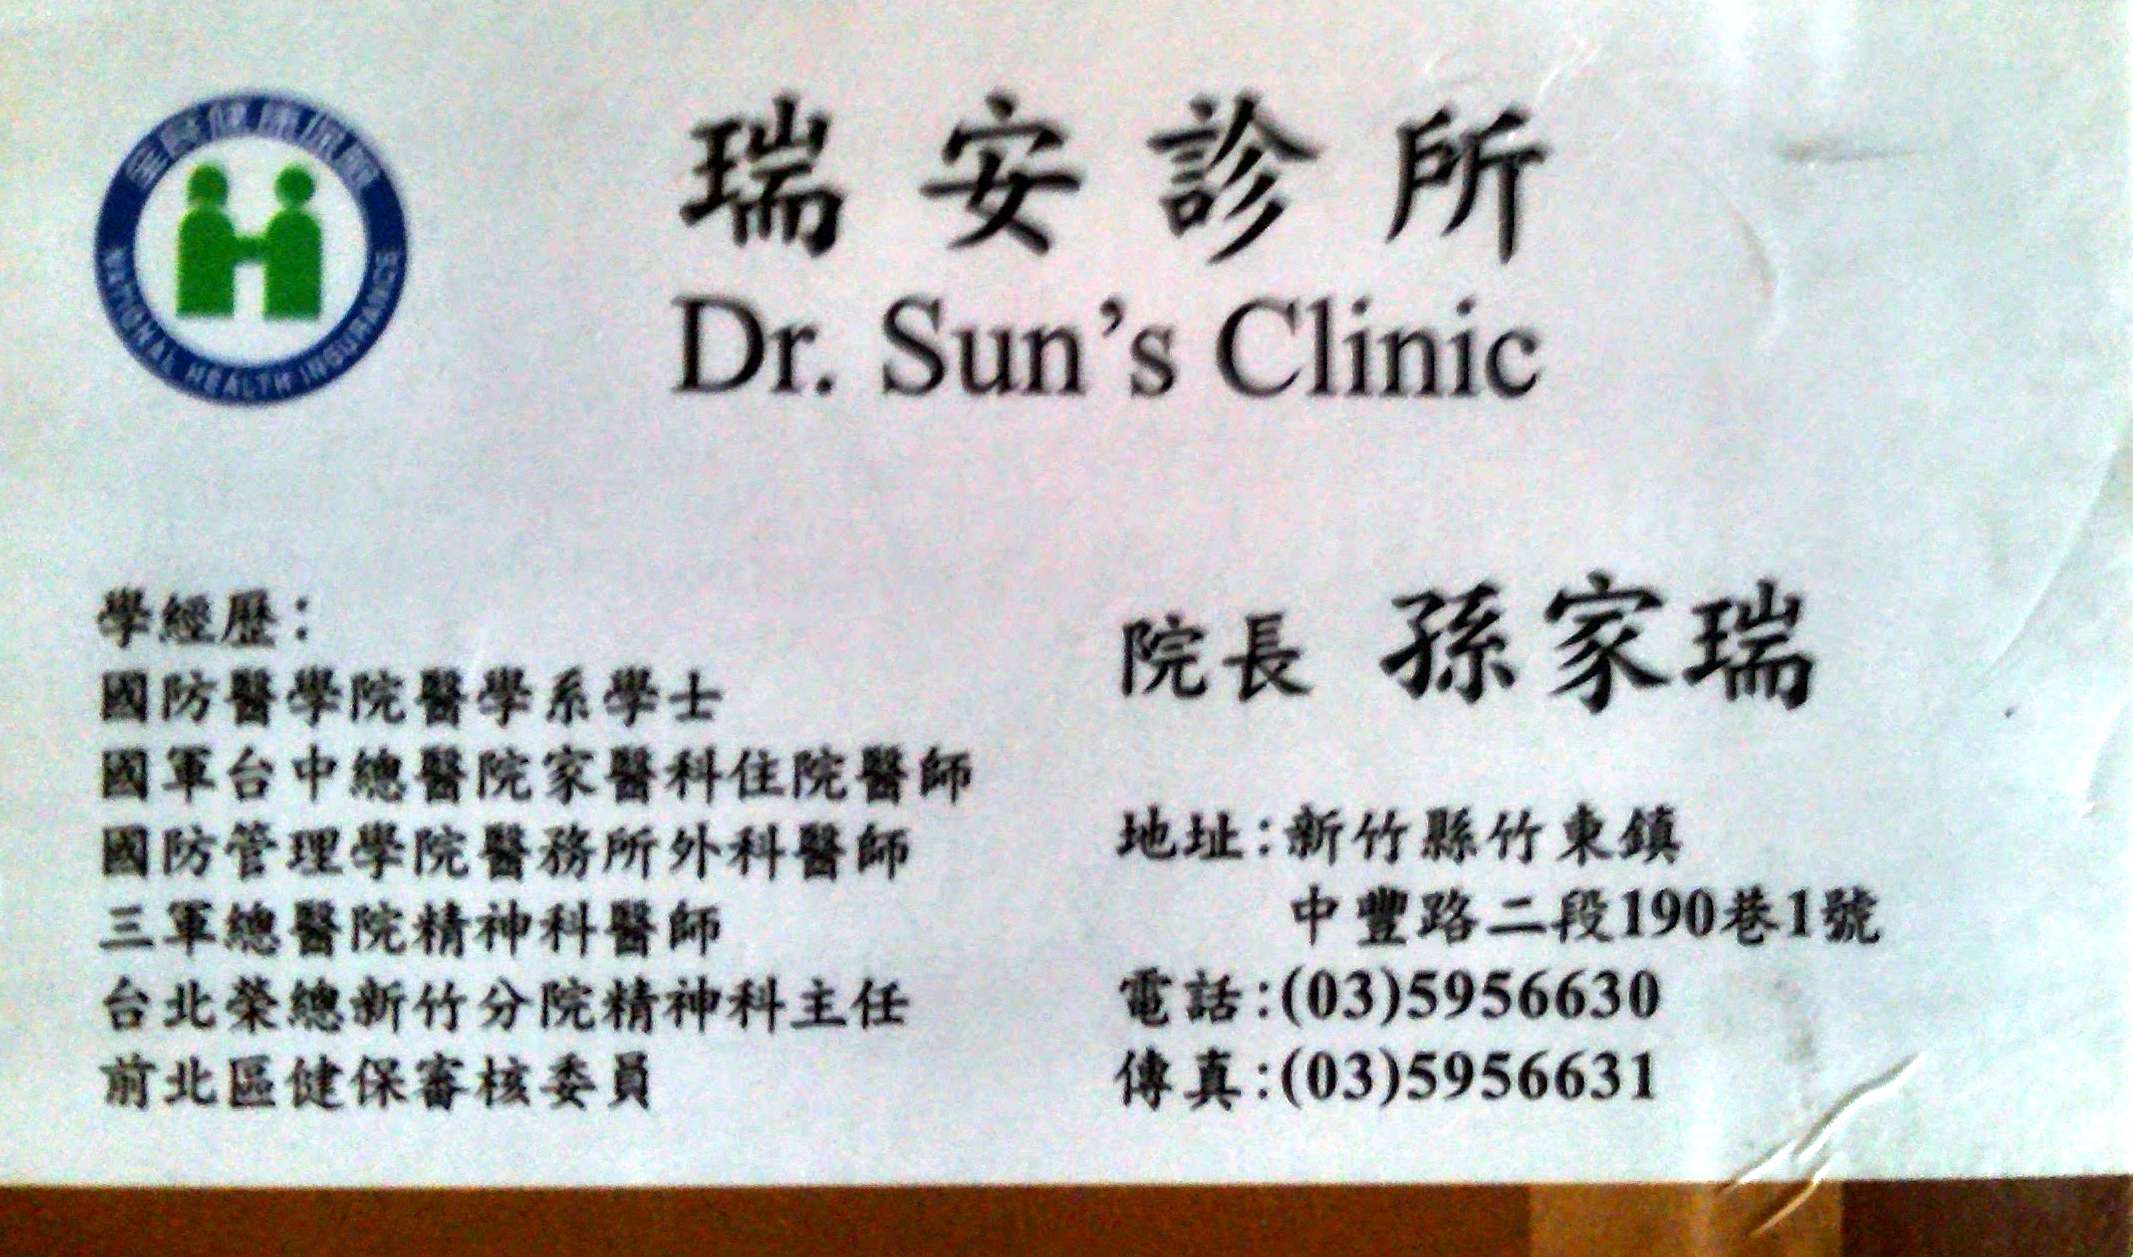 全民健康保險
NATIONAL HEALTH INSURANCE
瑞安診所
Dr. Sun's Clinic
學經歷：
國防醫學院醫學系學士
國軍台中總醫院家醫科住院醫師
國防管理學院醫務所外科醫師
三軍總醫院精神科醫師
台北榮總新竹分院精神科主任
前北區健保審核委員
院長 孫家瑞
地址：新竹縣竹東鎮
中豐路二段190巷1號
電話：(03)5956630
傳真：(03)5956631